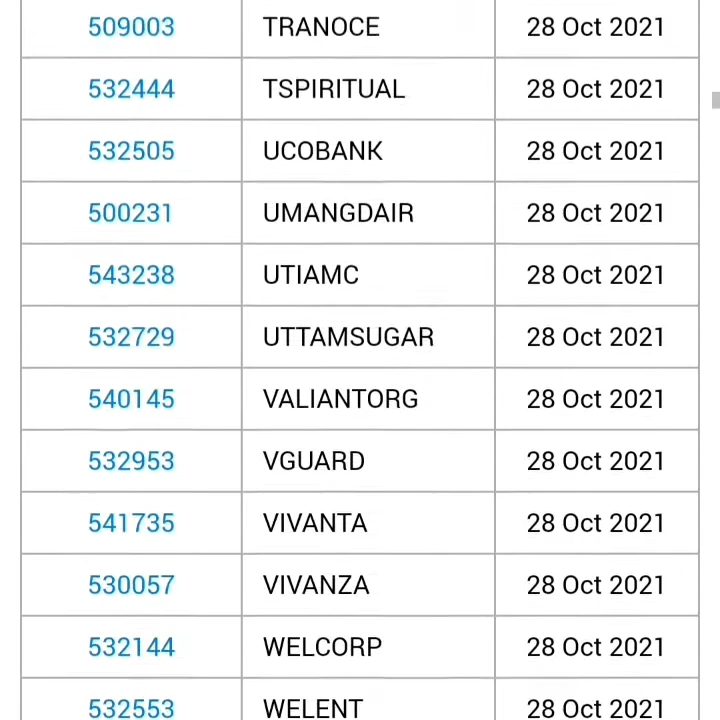 509003 TRANOCE 28 Oct 2021
532444 TSPIRITUAL 28 Oct 2021
532505 UCOBANK 28 Oct 2021
500231 UMANGDAIR 28 Oct 2021
543238 UTIAMC 28 Oct 2021
532729 UTTAMSUGAR 28 Oct 2021
540145 VALIANTORG 28 Oct 2021
532953 VGUARD 28 Oct 2021
541735 VIVANTA 28 Oct 2021
530057 VIVANZA 28 Oct 2021
532144 WELCORP 28 Oct 2021
532553 WELENT 28 Oct 2021